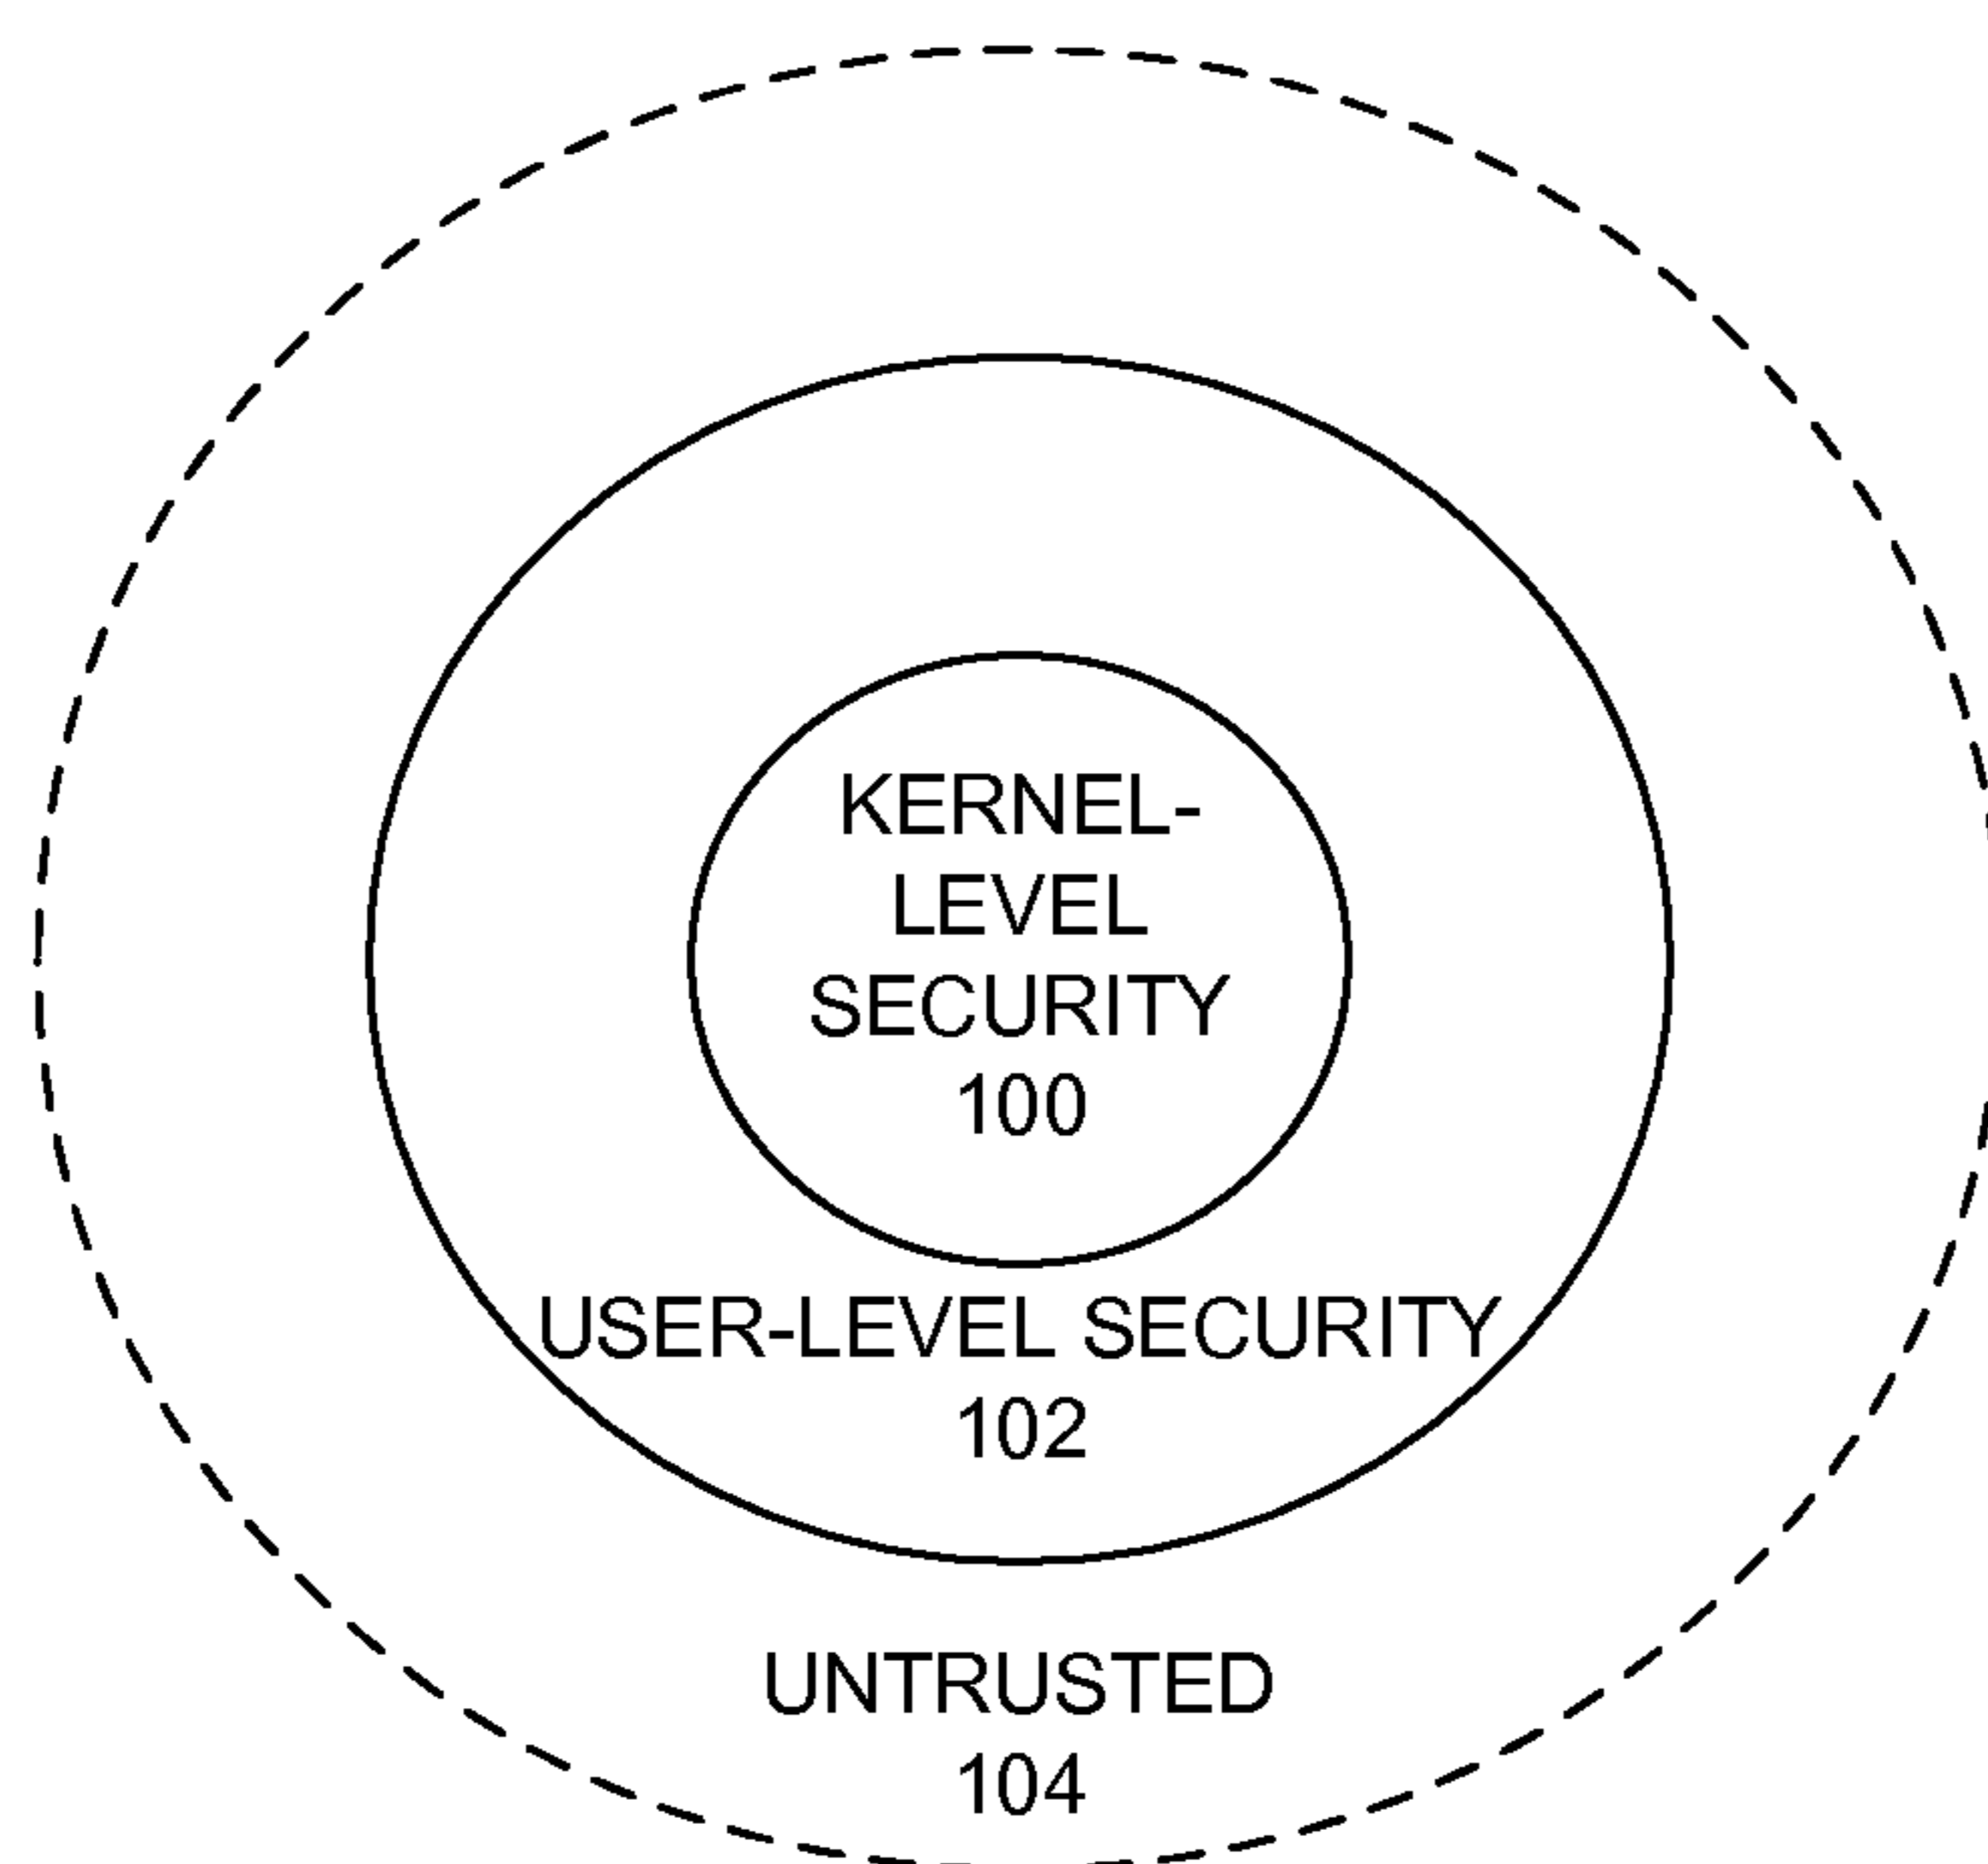 KERNEL-
LEVEL
SECURITY
100
USER-LEVEL SECURITY
102
UNTRUSTED
104